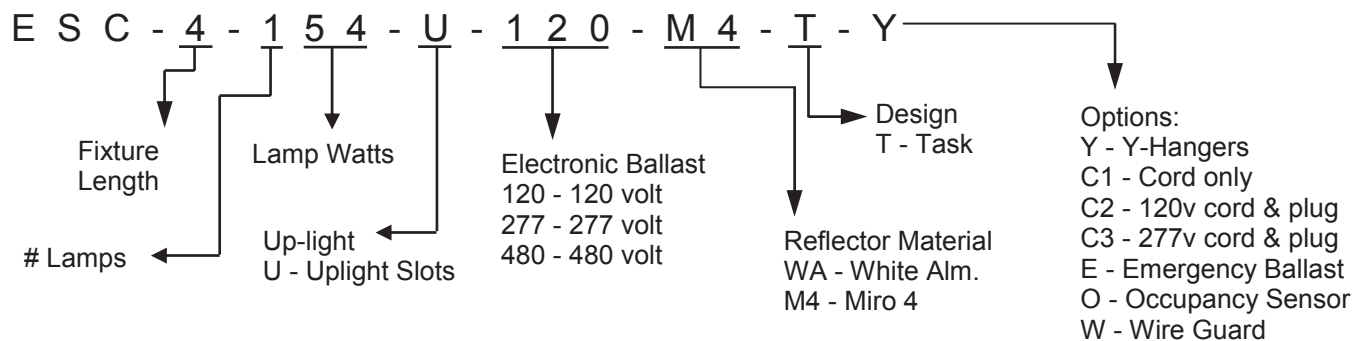 E S C - 4 - 1 5 4 - U - 1 2 0 - M 4 - T - Y
Fixture
Length
# Lamps
Lamp Watts
Up-light
U - Uplight Slots
Electronic Ballast
120 - 120 volt
277 - 277 volt
480 - 480 volt
Reflector Material
WA - White Alm.
M4 - Miro 4
Design
T - Task
Options:
Y - Y-Hangers
C1 - Cord only
C2 - 120v cord & plug
C3 - 277v cord & plug
E - Emergency Ballast
O - Occupancy Sensor
W - Wire Guard